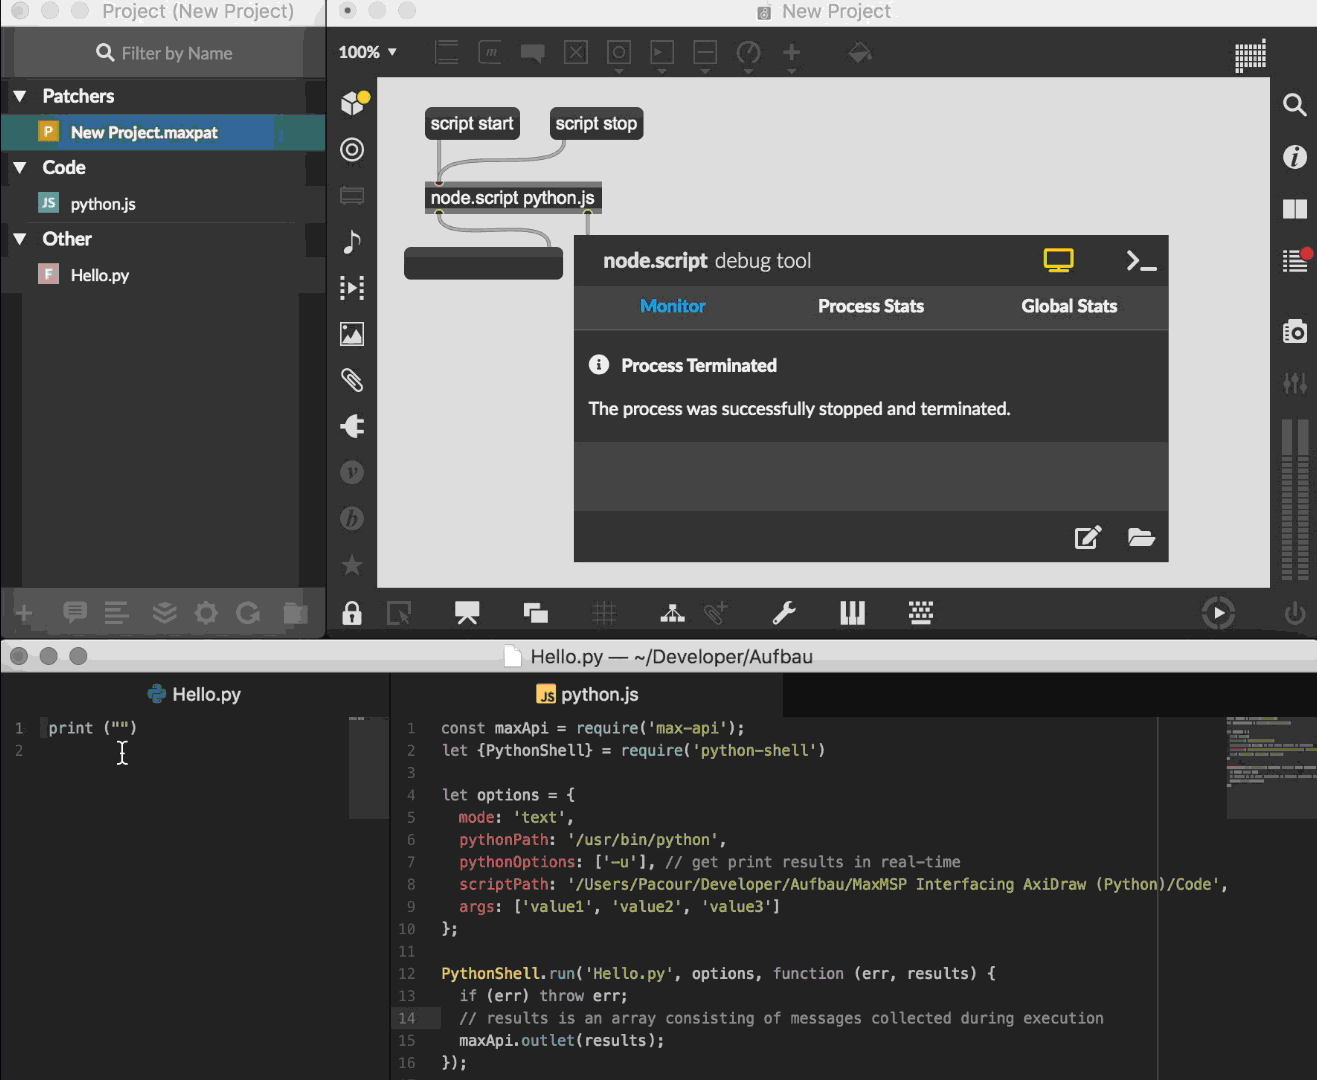 Project (New Project)
Filter by Name
Patchers
P New Project.maxpat
Code
JS python.js
Other
F Hello.py
New Project
100%
m
script start script stop
node.script python.js
node.script debug tool
Monitor Process Stats Global Stats
Process Terminated
The process was successfully stopped and terminated.
v
b
Hello.py — ~/Developer/Aufbau
Hello.py
1 print ("")
2
JS python.js
1 const maxApi = require('max-api');
2 let {PythonShell} = require('python-shell')
3
4 let options = {
5 mode: 'text',
6 pythonPath: '/usr/bin/python',
7 pythonOptions: ['-u'], // get print results in real-time
8 scriptPath: '/Users/Pacour/Developer/Aufbau/MaxMSP Interfacing AxiDraw (Python)/Code',
9 args: ['value1', 'value2', 'value3']
10 };
11
12 PythonShell.run('Hello.py', options, function (err, results) {
13 if (err) throw err;
14 // results is an array consisting of messages collected during execution
15 maxApi.outlet(results);
16 });